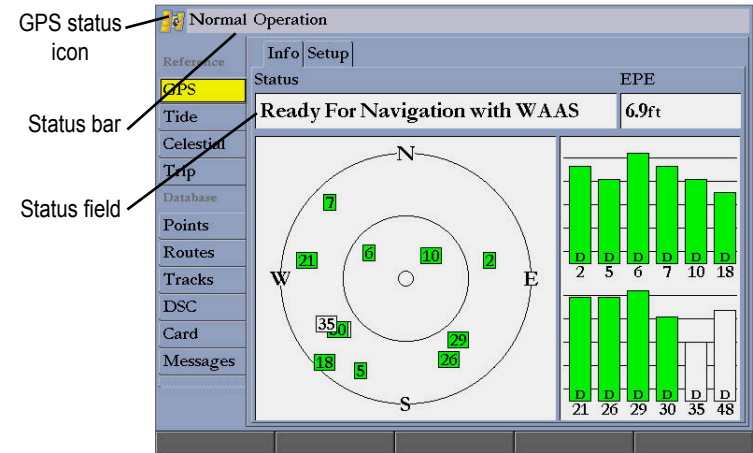 GPS status
icon
Status bar
Status field
Normal Operation
Reference
GPS
Tide
Celestial
Trip
Database
Points
Routes
Tracks
DSC
Card
Messages
Info Setup
Status EPE
Ready For Navigation with WAAS 6.9ft
N
7
6 10 2
21
W E
35
30
29
26
18
5
S
D D D D D D
2 5 6 7 10 18
D D D D D D
21 26 29 30 35 48